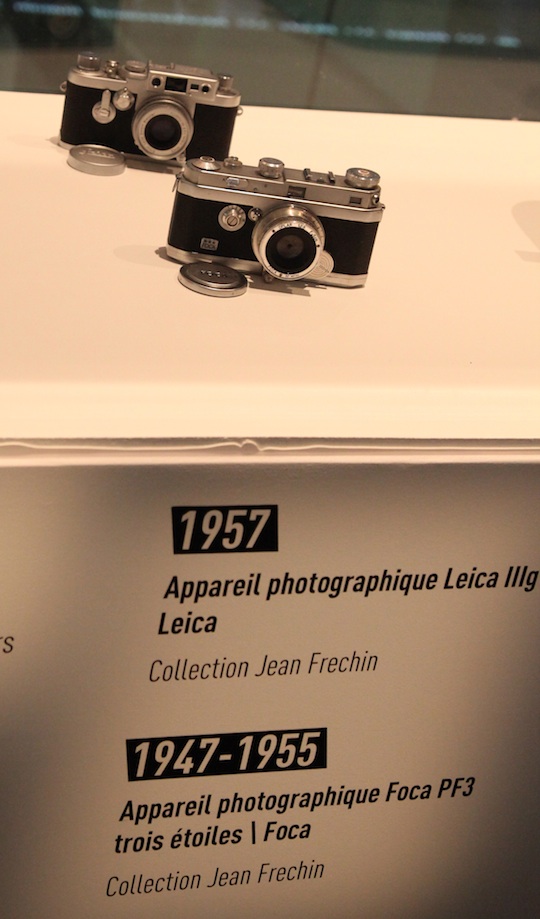 1957
Appareil photographique Leica IIIg
Leica
Collection Jean Frechin
1947-1955
Appareil photographique Foca PF3
trois étoiles | Foca
Collection Jean Frechin